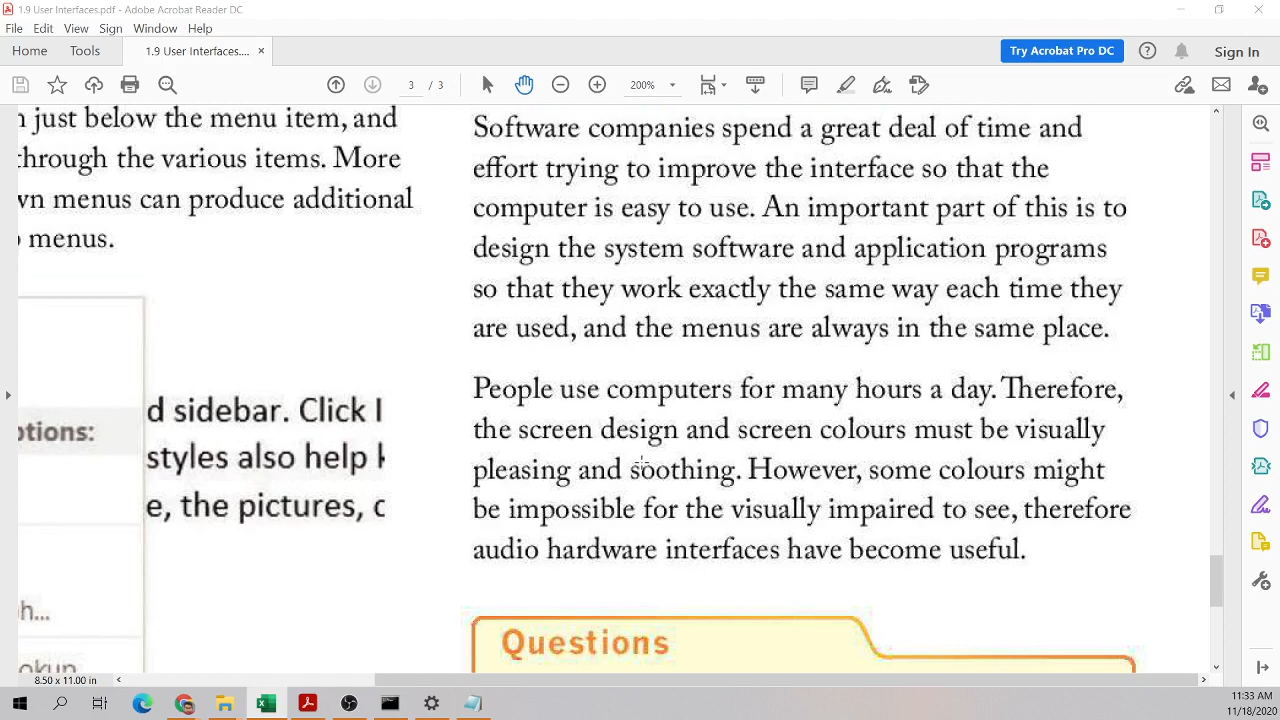 1.9 User Interfaces.pdf - Adobe Acrobat Reader DC
File Edit View Sign Window Help
Home Tools 1.9 User Interfaces.... × Try Acrobat Pro DC Sign In
3 / 3 200%
just below the menu item, and
through the various items. More
menus can produce additional
menus.
d sidebar. Click
styles also help
e, the pictures,
Software companies spend a great deal of time and
effort trying to improve the interface so that the
computer is easy to use. An important part of this is to
design the system software and application programs
so that they work exactly the same way each time they
are used, and the menus are always in the same place.
People use computers for many hours a day. Therefore,
the screen design and screen colours must be visually
pleasing and soothing. However, some colours might
be impossible for the visually impaired to see, therefore
audio hardware interfaces have become useful.
Questions
8.50 x 11.00 in
11:33 AM
11/18/2020